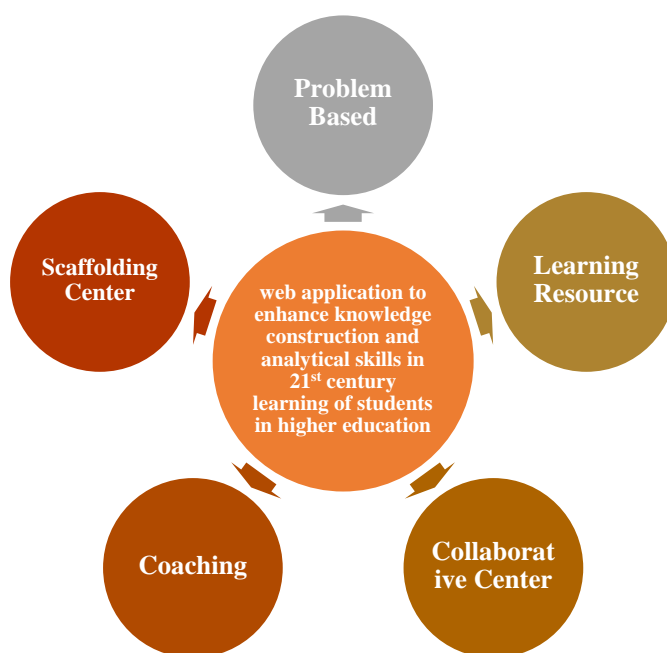 Problem
Based
Scaffolding
Center
Learning
Resource
web application to
enhance knowledge
construction and
analytical skills in
21st century
learning of students
in higher education
Coaching
Collaborat
ive Center